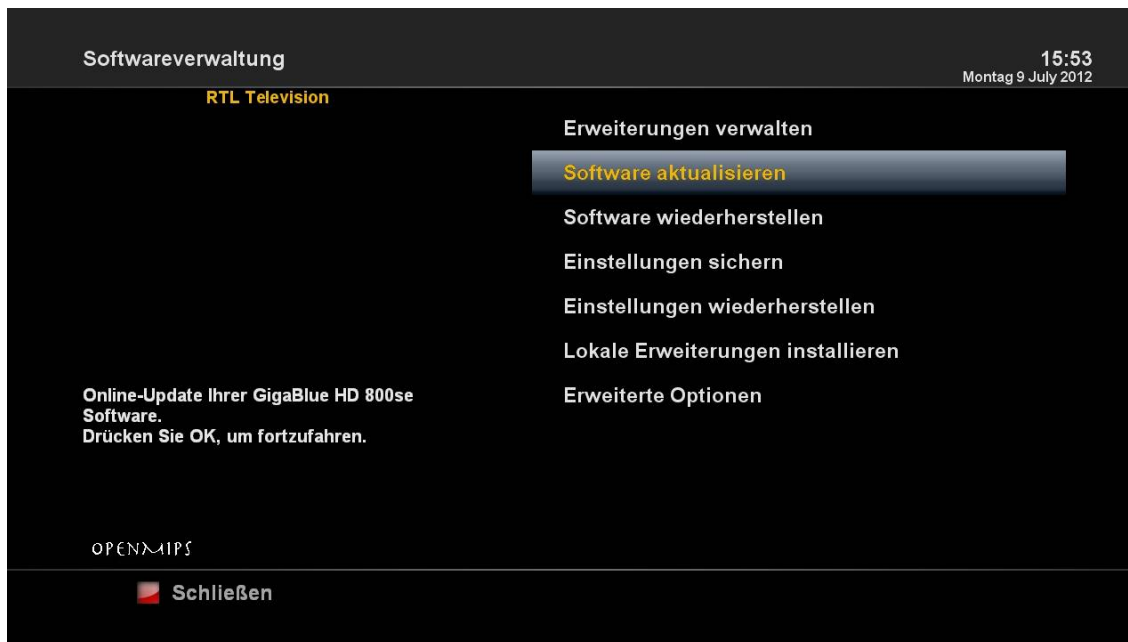 Softwareverwaltung
15:53
Montag 9 July 2012
RTL Television
Erweiterungen verwalten
Software aktualisieren
Software wiederherstellen
Einstellungen sichern
Einstellungen wiederherstellen
Lokale Erweiterungen installieren
Erweiterte Optionen
Online-Update Ihrer GigaBlue HD 800se
Software.
Drücken Sie OK, um fortzufahren.
OPENMIPS
Schließen